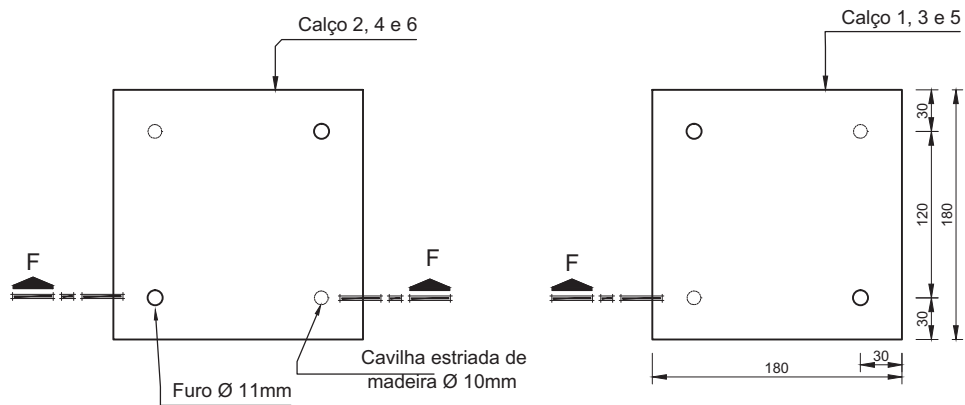 Calço 2, 4 e 6
Calço 1, 3 e 5
30
120
180
30
F
F
F
Furo Ø 11mm
Cavilha estriada de
madeira Ø 10mm
180
30